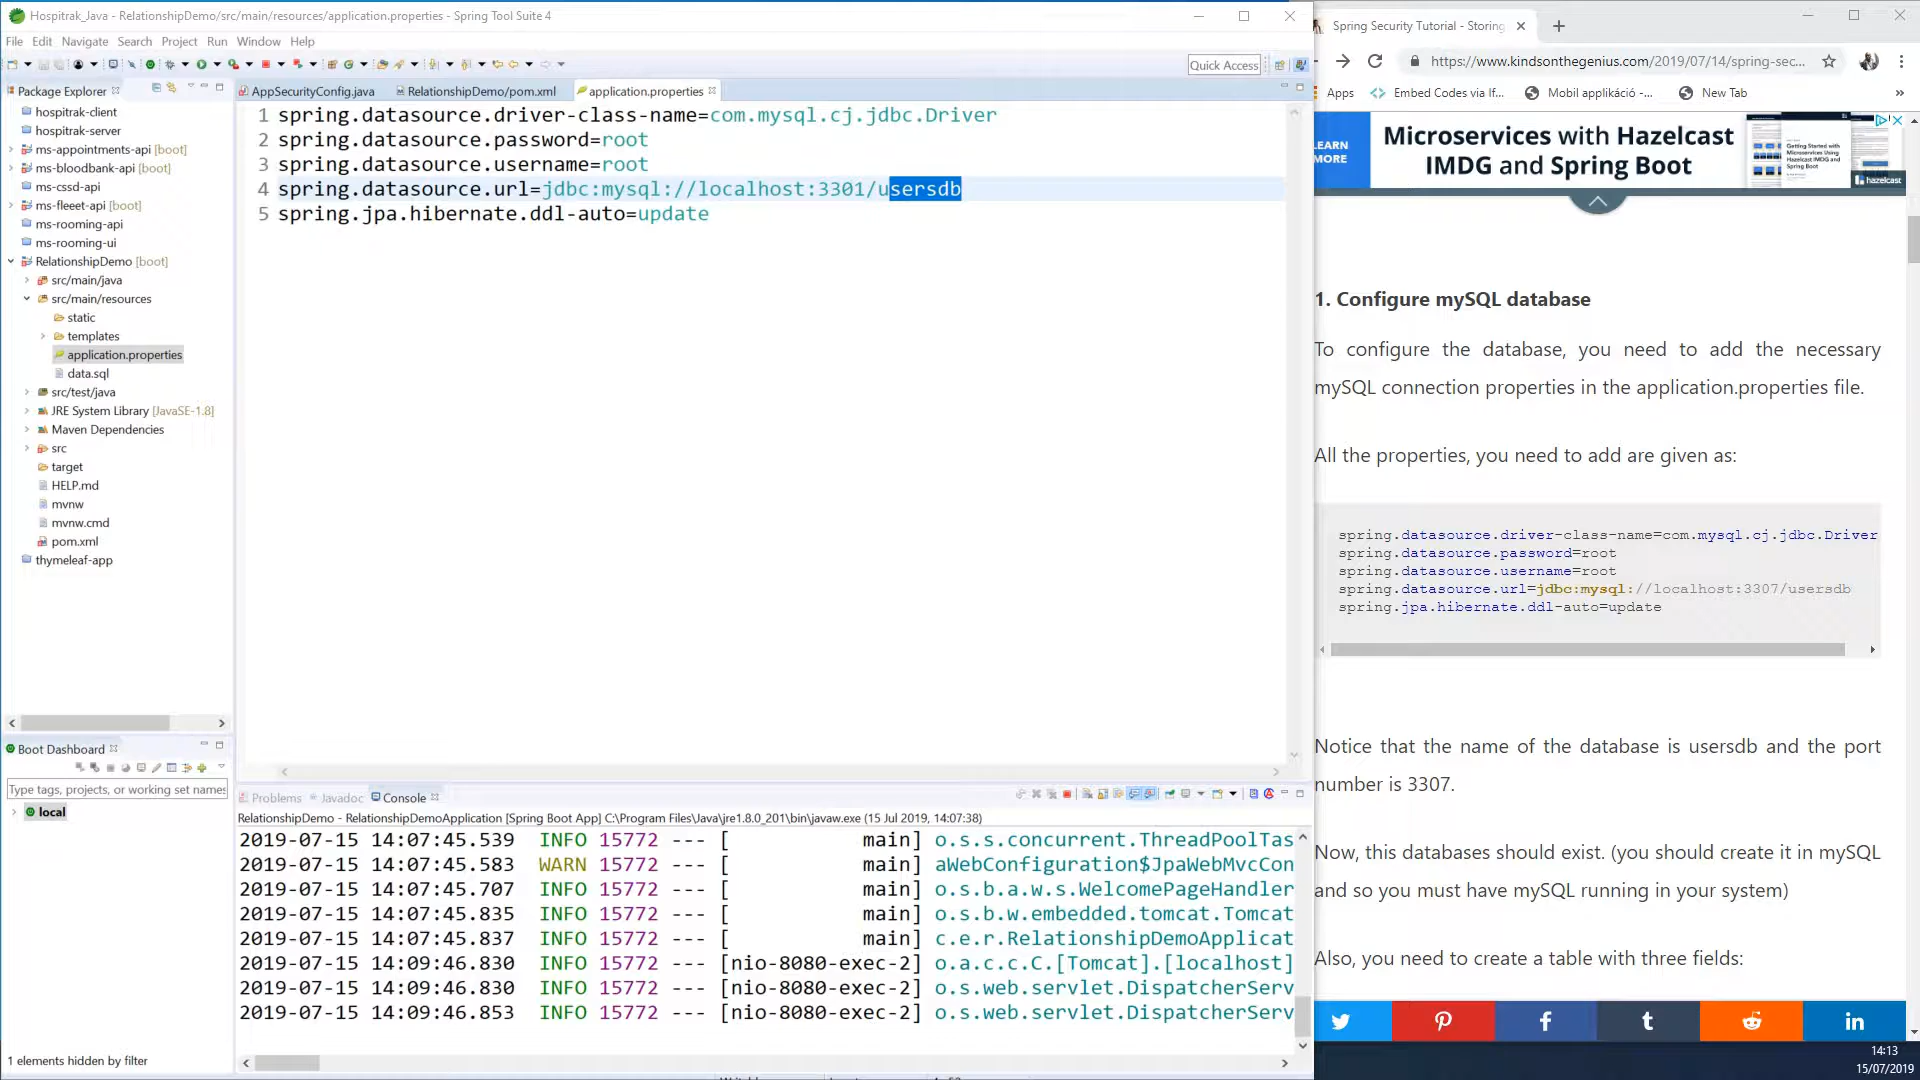 Hospitrak_Java - RelationshipDemo/src/main/resources/application.properties - Spring Tool Suite 4
File Edit Navigate Search Project Run Window Help
Quick Access
Package Explorer
hospitrak-client
hospitrak-server
ms-appointments-api [boot]
ms-bloodbank-api [boot]
ms-cssd-api
ms-fleeet-api [boot]
ms-rooming-api
ms-rooming-ui
RelationshipDemo [boot]
src/main/java
src/main/resources
static
templates
application.properties
data.sql
src/test/java
JRE System Library [JavaSE-1.8]
Maven Dependencies
src
target
HELP.md
mvnw
mvnw.cmd
pom.xml
thymeleaf-app
Boot Dashboard
Type tags, projects, or working set names
local
1 elements hidden by filter
AppSecurityConfig.java RelationshipDemo/pom.xml application.properties
1 spring.datasource.driver-class-name=com.mysql.cj.jdbc.Driver
2 spring.datasource.password=root
3 spring.datasource.username=root
4 spring.datasource.url=jdbc:mysql://localhost:3301/usersdb
5 spring.jpa.hibernate.ddl-auto=update
Problems Javadoc Console
RelationshipDemo - RelationshipDemoApplication [Spring Boot App] C:\Program Files\Java\jre1.8.0_201\bin\javaw.exe (15 Jul 2019, 14:07:38)
2019-07-15 14:07:45.539 INFO 15772 --- [ main] o.s.s.concurrent.ThreadPoolTas
2019-07-15 14:07:45.583 WARN 15772 --- [ main] aWebConfiguration$JpaWebMvcCon
2019-07-15 14:07:45.707 INFO 15772 --- [ main] o.s.b.a.w.s.WelcomePageHandler
2019-07-15 14:07:45.835 INFO 15772 --- [ main] o.s.b.w.embedded.tomcat.Tomcat
2019-07-15 14:07:45.837 INFO 15772 --- [ main] c.e.r.RelationshipDemoApplicat
2019-07-15 14:09:46.830 INFO 15772 --- [nio-8080-exec-2] o.a.c.c.C.[Tomcat].[localhost]
2019-07-15 14:09:46.830 INFO 15772 --- [nio-8080-exec-2] o.s.web.servlet.DispatcherServ
2019-07-15 14:09:46.853 INFO 15772 --- [nio-8080-exec-2] o.s.web.servlet.DispatcherServ
Spring Security Tutorial - Storing
https://www.kindsonthegenius.com/2019/07/14/spring-sec...
Apps Embed Codes via If... Mobil applikáció -... New Tab »
LEARN
MORE
Microservices with Hazelcast
IMDG and Spring Boot
hazelcast
1. Configure mySQL database
To configure the database, you need to add the necessary
mySQL connection properties in the application.properties file.
All the properties, you need to add are given as:
spring.datasource.driver-class-name=com.mysql.cj.jdbc.Driver
spring.datasource.password=root
spring.datasource.username=root
spring.datasource.url=jdbc:mysql://localhost:3307/usersdb
spring.jpa.hibernate.ddl-auto=update
Notice that the name of the database is usersdb and the port
number is 3307.
Now, this databases should exist. (you should create it in mySQL
and so you must have mySQL running in your system)
Also, you need to create a table with three fields:
14:13
15/07/2019